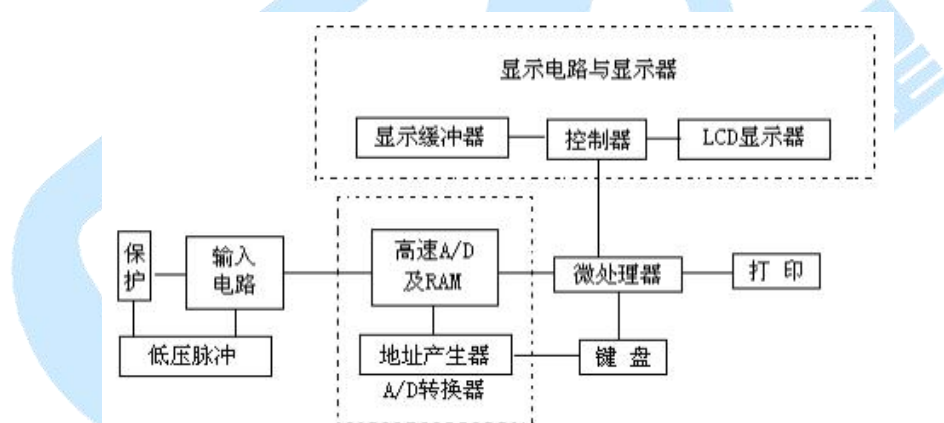 显示电路与显示器
显示缓冲器
控制器
LCD显示器
保
护
输入
电路
高速A/D
及RAM
微处理器
打 印
低压脉冲
地址产生器
键 盘
A/D转换器